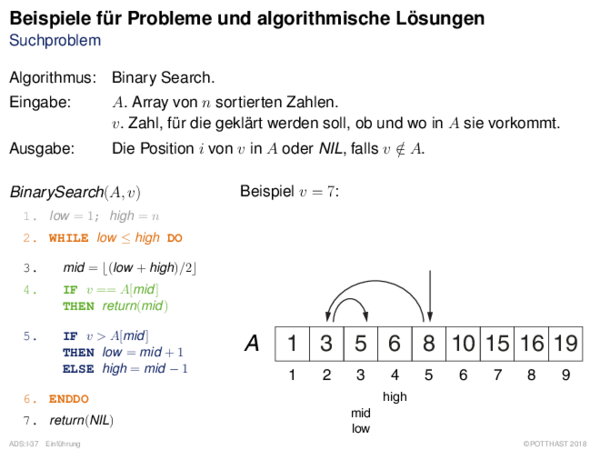 Beispiele für Probleme und algorithmische Lösungen
Suchproblem
Algorithmus: Binary Search.
Eingabe: A. Array von n sortierten Zahlen.
v. Zahl, für die geklärt werden soll, ob und wo in A sie vorkommt.
Ausgabe: Die Position i von v in A oder NIL, falls v ∉ A.
BinarySearch(A, v)
1. low = 1; high = n
2. WHILE low ≤ high DO
3. mid = ⌊(low + high)/2⌋
4. IF v == A[mid]
THEN return(mid)
5. IF v > A[mid]
THEN low = mid + 1
ELSE high = mid − 1
6. ENDDO
7. return(NIL)
Beispiel v = 7:
A 1 3 5 6 8 10 15 16 19
1 2 3 4 5 6 7 8 9
high
mid
low
ADS:I-37 Einführung
© POTTHAST 2018